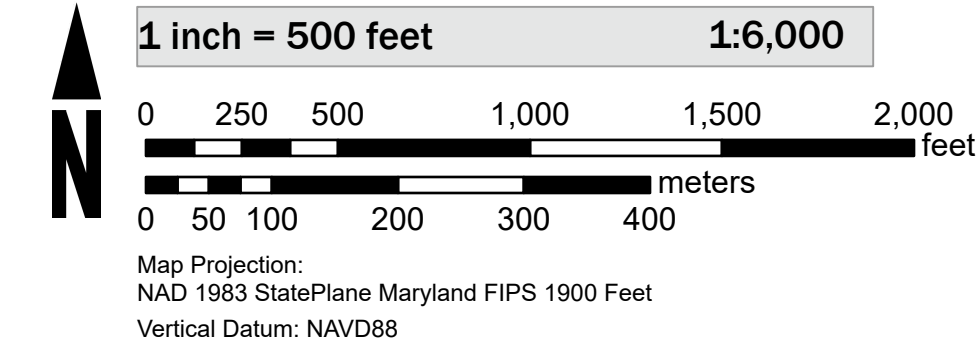 1 inch = 500 feet 1:6,000
0 250 500 1,000 1,500 2,000
feet
N
meters
0 50 100 200 300 400
Map Projection:
NAD 1983 StatePlane Maryland FIPS 1900 Feet
Vertical Datum: NAVD88